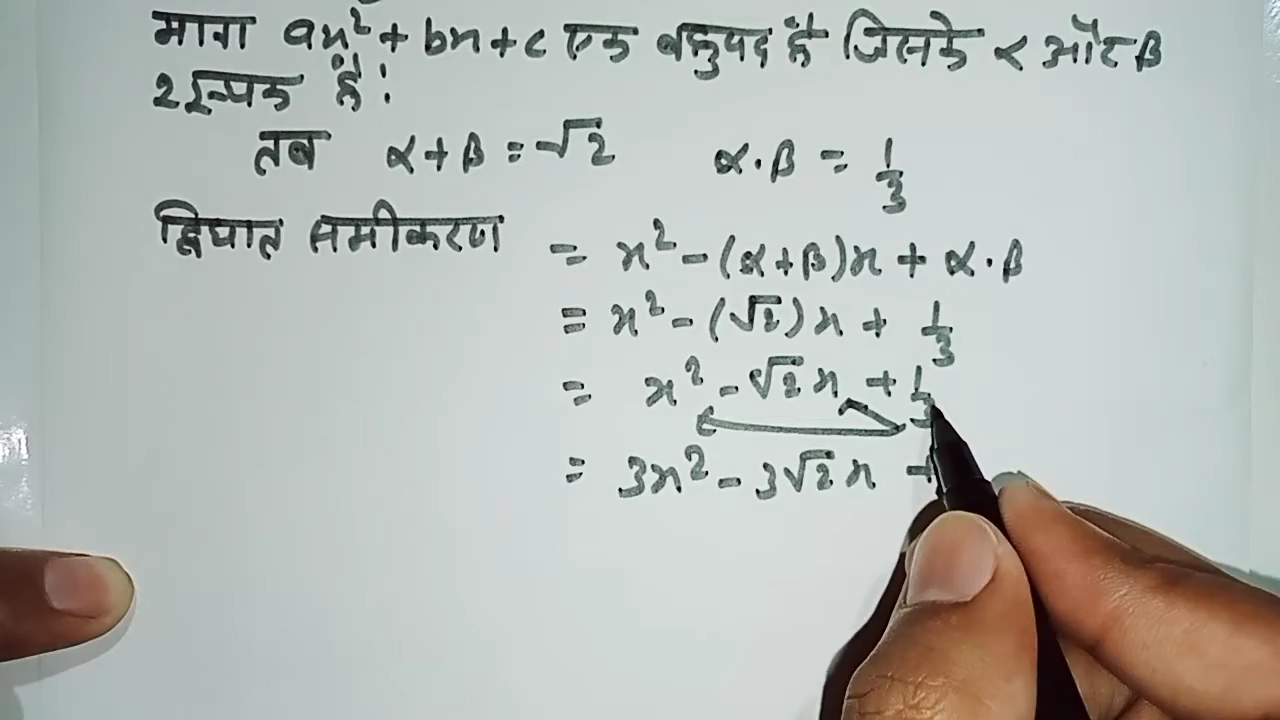 माना ax² + bx + c एक बहुपद है जिसके α और β
2 शून्यक हैं!
तब α + β = √2 α . β = 1/3
द्विघात समीकरण = x² - (α + β)x + α . β
= x² - (√2)x + 1/3
= x² - √2x + 1/3
= 3x² - 3√2x +